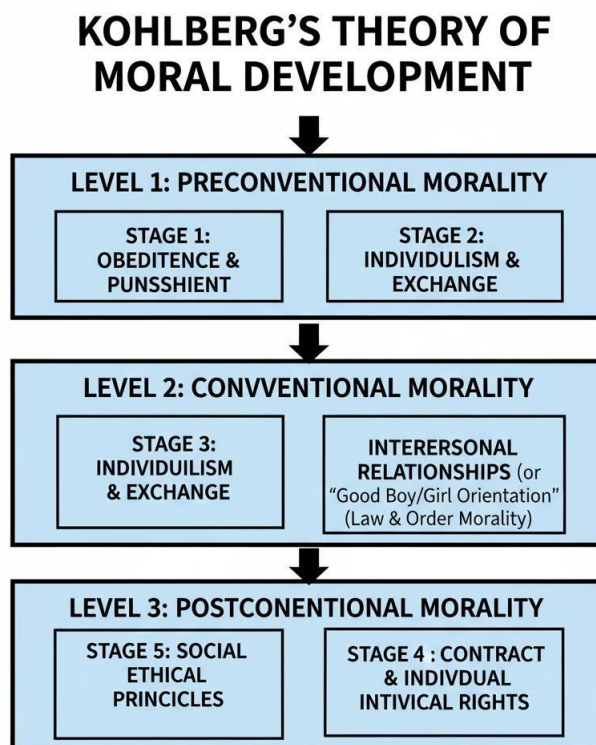 KOHLBERG'S THEORY OF
MORAL DEVELOPMENT
LEVEL 1: PRECONVENTIONAL MORALITY
STAGE 1:
OBEDITENCE &
PUNSSHIENT
STAGE 2:
INDIVIDULISM &
EXCHANGE
LEVEL 2: CONVVENTIONAL MORALITY
STAGE 3:
INDIVIDUILISM
& EXCHANGE
INTERERSONAL
RELATIONSHIPS (or
“Good Boy/Girl Orientation”
(Law & Order Morality)
LEVEL 3: POSTCONENTIONAL MORALITY
STAGE 5: SOCIAL
ETHICAL
PRINCICLES
STAGE 4 : CONTRACT
& INDIVDUAL
INTIVICAL RIGHTS